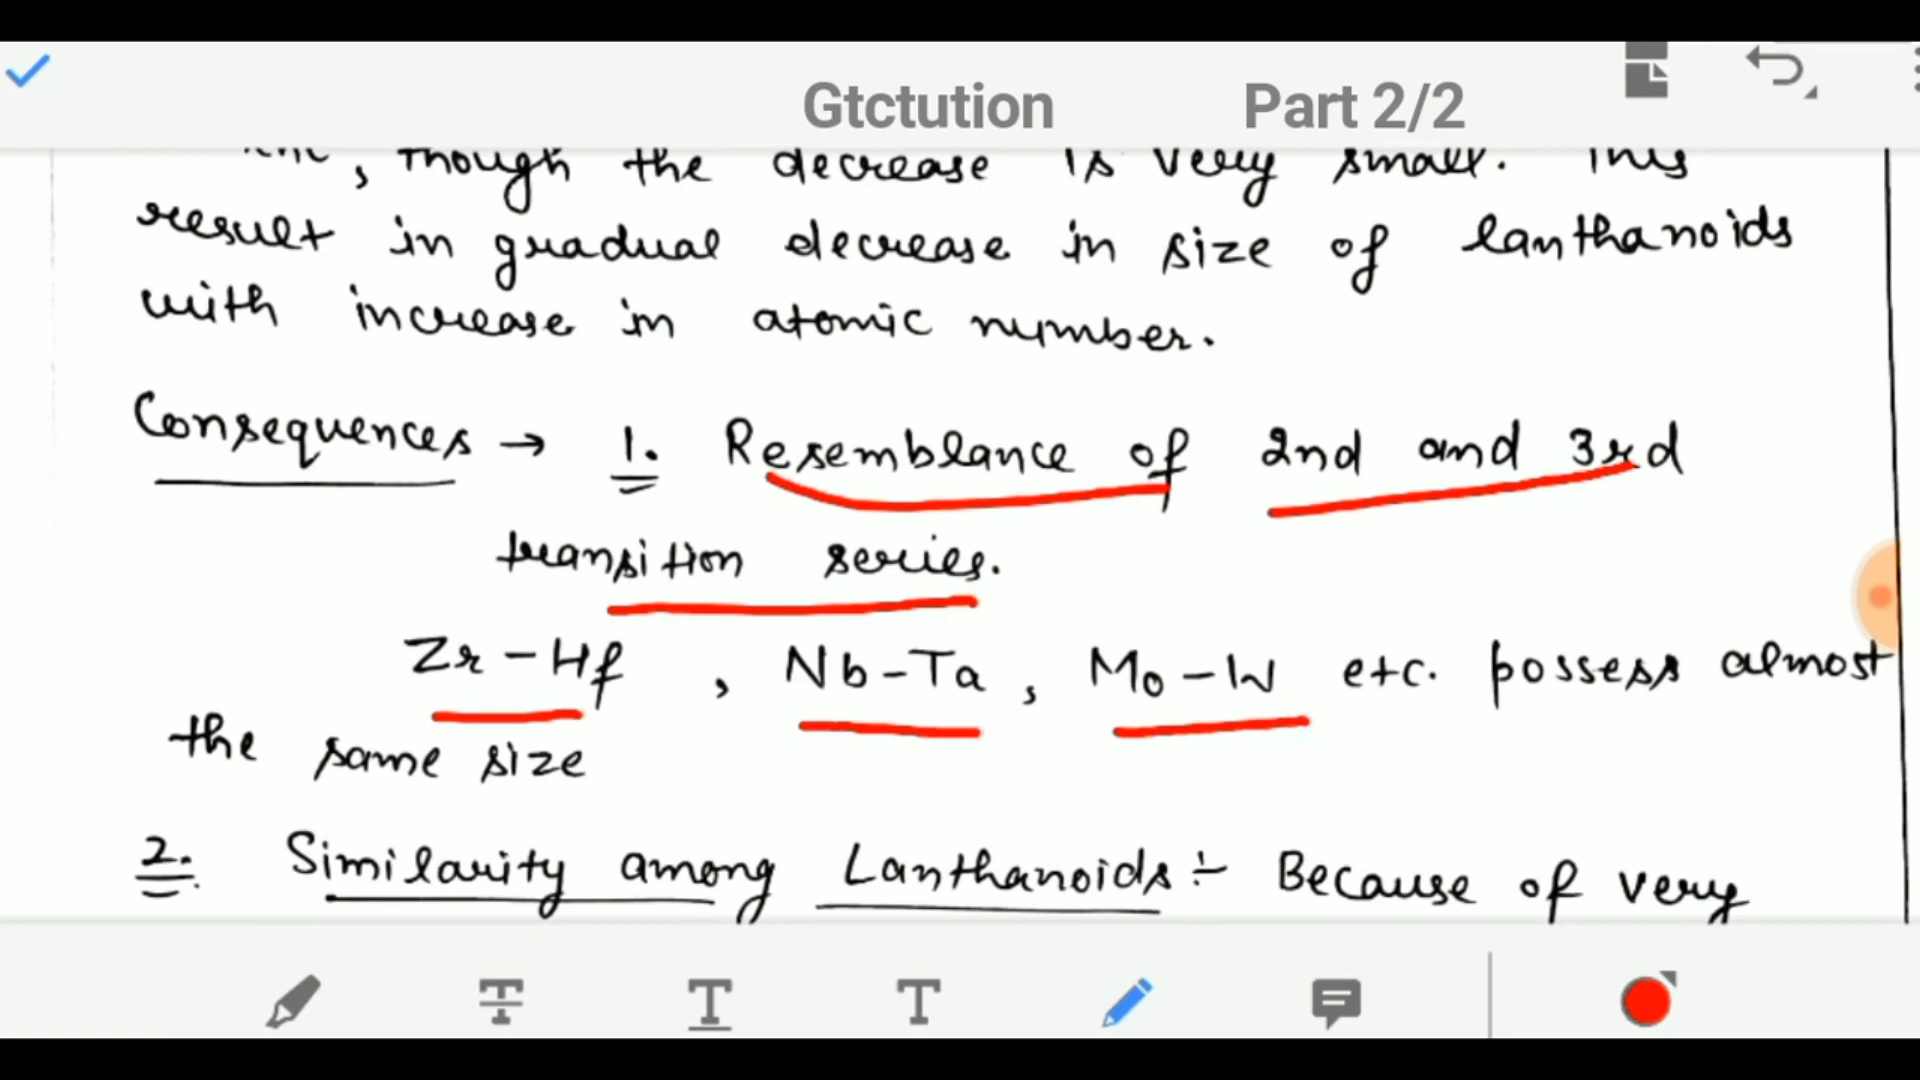 Gtctution Part 2/2
, though the decrease is very small. This
result in gradual decrease in size of lanthanoids
with increase in atomic number.
Consequences → 1. Resemblance of 2nd and 3rd
transition series.
Zr-Hf, Nb-Ta, Mo-W etc. possess almost
the same size
2. Similarity among Lanthanoids:- Because of very